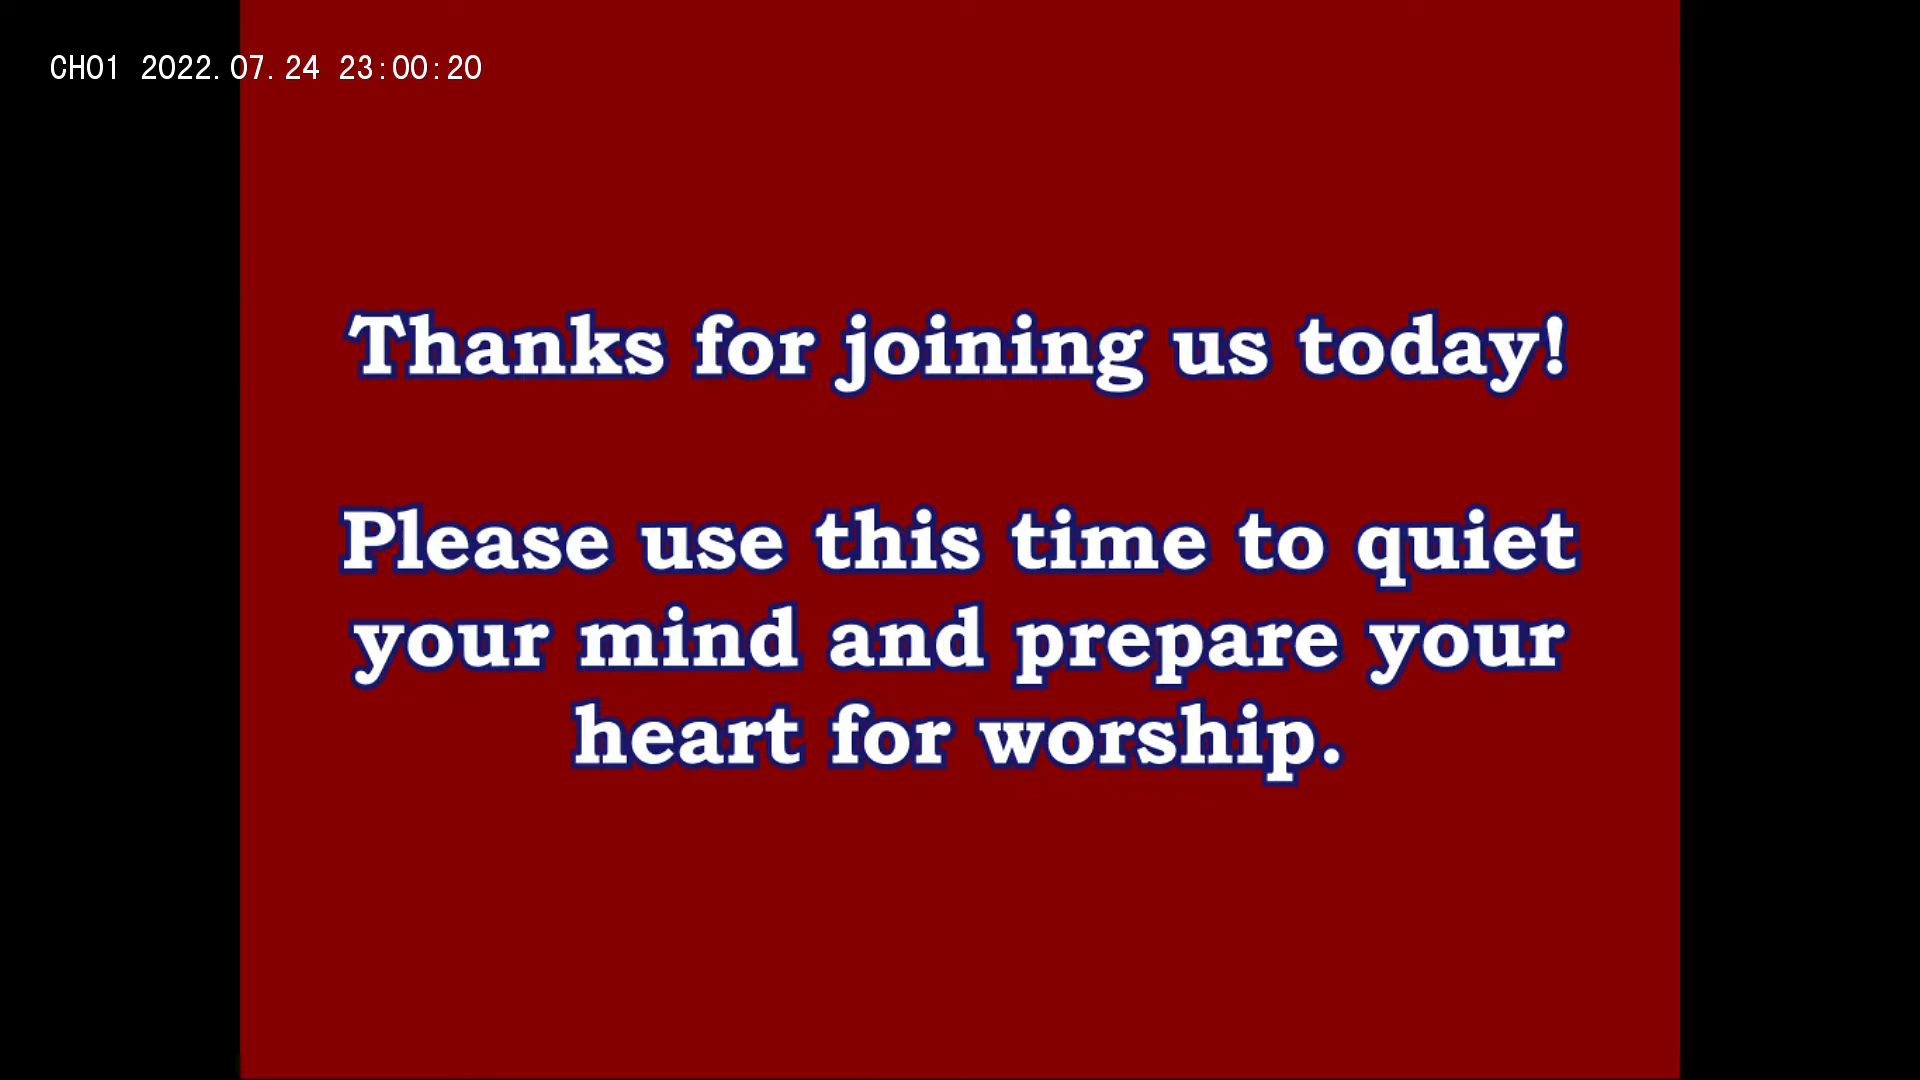 CH01 2022.07.24 23:00:20
Thanks for joining us today!
Please use this time to quiet
your mind and prepare your
heart for worship.